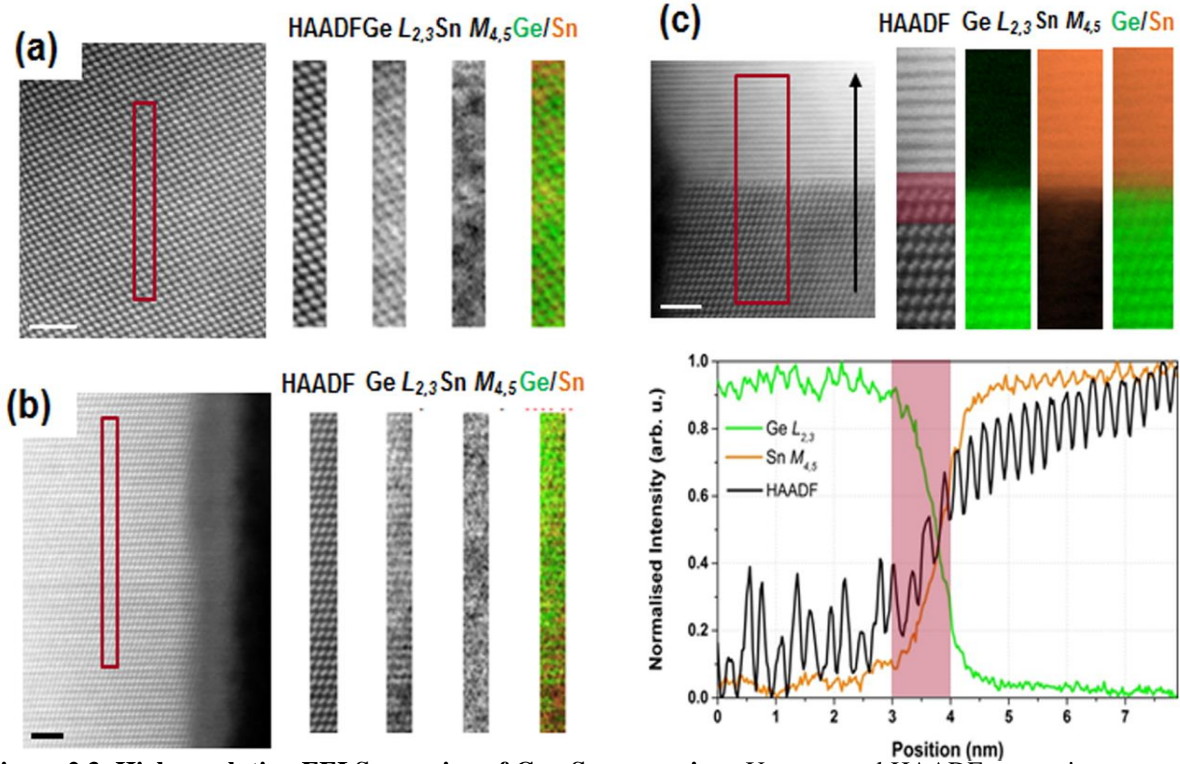 (a)
HAADF Ge L2,3 Sn M4,5 Ge/Sn
(b)
HAADF Ge L2,3 Sn M4,5 Ge/Sn
(c)
HAADF Ge L2,3 Sn M4,5 Ge/Sn
Normalised Intensity (arb. u.)
1.0
0.8
0.6
0.4
0.2
0.0
Ge L2,3
Sn M4,5
HAADF
0 1 2 3 4 5 6 7
Position (nm)